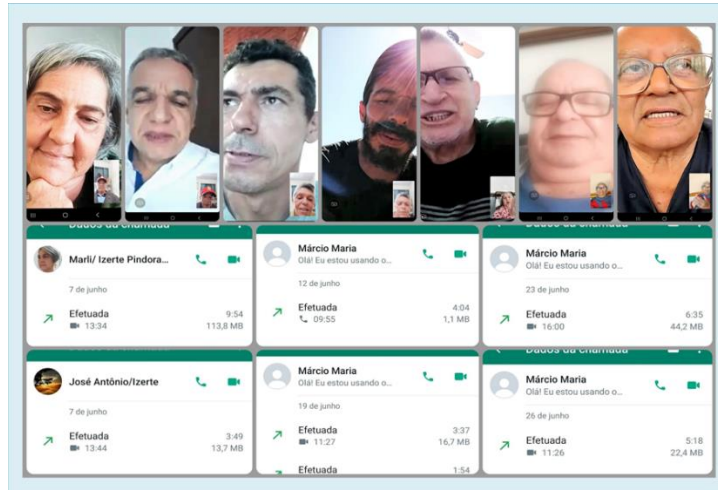 Dados da chamada
Marli/ Izerte Pindora...
7 de junho
Efetuada 9:54
13:34 113,8 MB
Márcio Maria
Olá! Eu estou usando o...
12 de junho
Efetuada 4:04
09:55 1,1 MB
Dados da chamada
Márcio Maria
Olá! Eu estou usando o...
23 de junho
Efetuada 6:35
16:00 44,2 MB
José Antônio/Izerte
7 de junho
Efetuada 3:49
13:44 13,7 MB
Márcio Maria
Olá! Eu estou usando o...
19 de junho
Efetuada 3:37
11:27 16,7 MB
Efetuada 1:54
Dados da chamada
Márcio Maria
Olá! Eu estou usando o...
26 de junho
Efetuada 5:18
11:26 22,4 MB